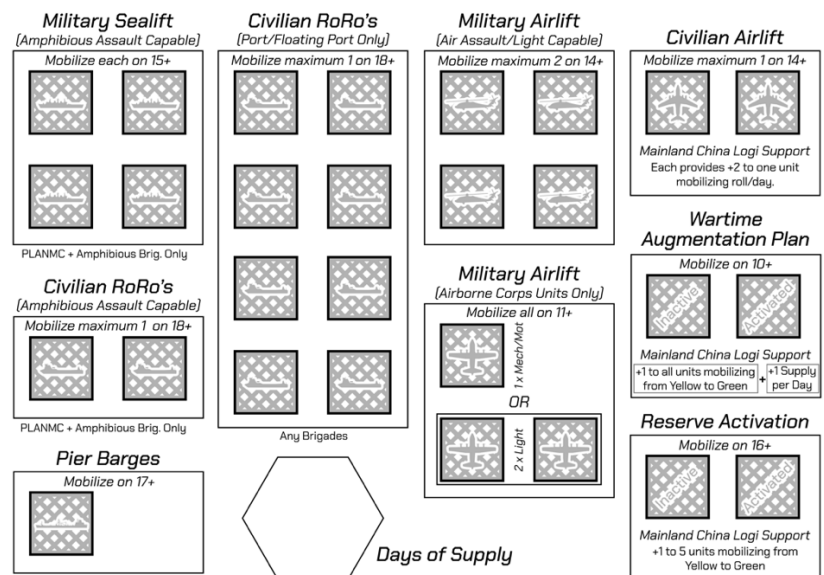 Military Sealift
(Amphibious Assault Capable)
Mobilize each on 15+
PLANMC + Amphibious Brig. Only
Civilian RoRo's
(Amphibious Assault Capable)
Mobilize maximum 1 on 18+
PLANMC + Amphibious Brig. Only
Pier Barges
Mobilize on 17+
Civilian RoRo's
(Port/Floating Port Only)
Mobilize maximum 1 on 18+
Any Brigades
Days of Supply
Military Airlift
(Air Assault/Light Capable)
Mobilize maximum 2 on 14+
Military Airlift
(Airborne Corps Units Only)
Mobilize all on 11+
1 x Mech/Mot
OR
2 x Light
Civilian Airlift
Mobilize maximum 1 on 14+
Mainland China Logi Support
Each provides +2 to one unit
mobilizing roll/day.
Wartime
Augmentation Plan
Mobilize on 10+
Inactive
Activated
Mainland China Logi Support
+1 to all units mobilizing
from Yellow to Green
+
+1 Supply
per Day
Reserve Activation
Mobilize on 16+
Inactive
Activated
Mainland China Logi Support
+1 to 5 units mobilizing from
Yellow to Green